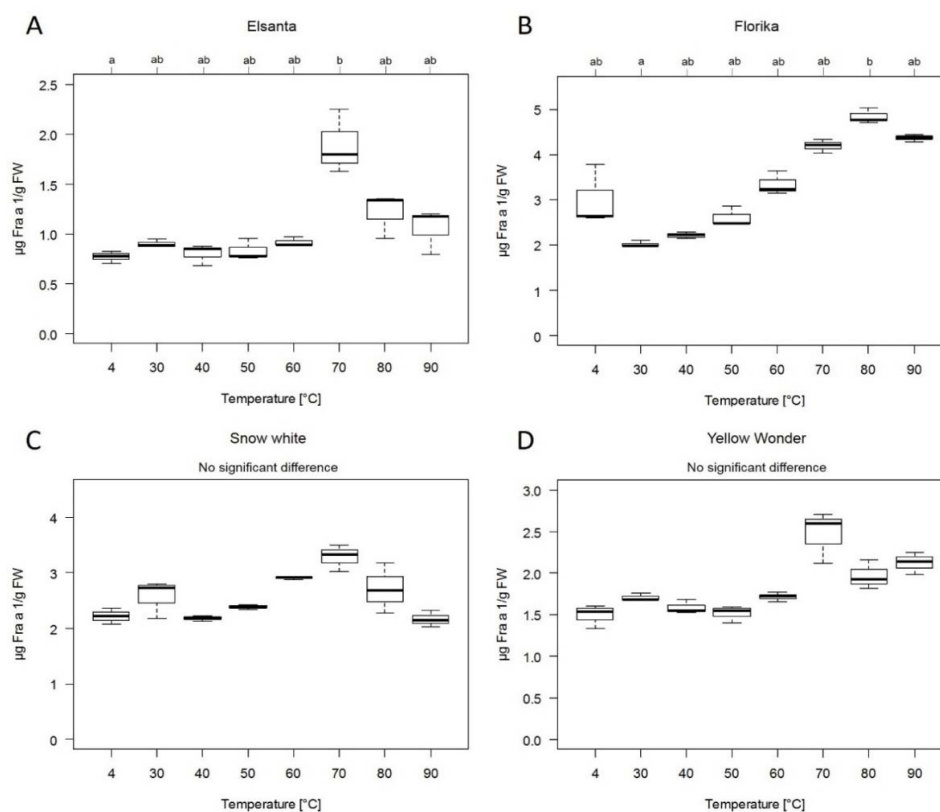 A
Elsanta
a ab ab ab ab b ab ab
µg Fra a 1/g FW
2.5
2.0
1.5
1.0
0.5
0.0
4 30 40 50 60 70 80 90
Temperature [°C]
B
Florika
ab a ab ab ab ab b ab
µg Fra a 1/g FW
5
4
3
2
1
0
4 30 40 50 60 70 80 90
Temperature [°C]
C
Snow white
No significant difference
µg Fra a 1/g FW
4
3
2
1
0
4 30 40 50 60 70 80 90
Temperature [°C]
D
Yellow Wonder
No significant difference
µg Fra a 1/g FW
3.0
2.5
2.0
1.5
1.0
0.5
0.0
4 30 40 50 60 70 80 90
Temperature [°C]